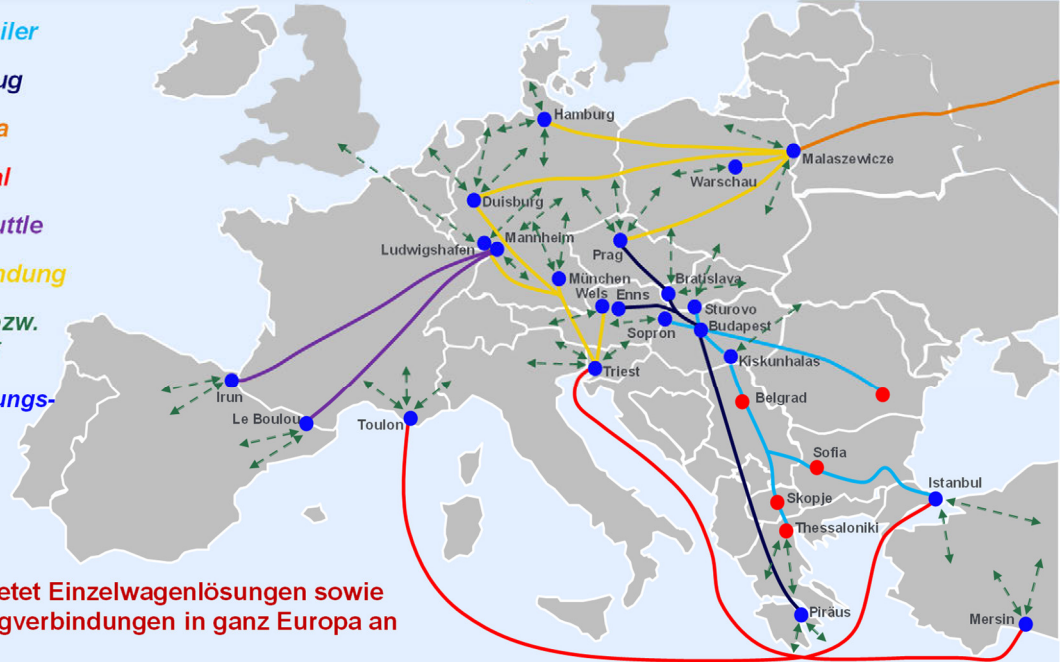 iler
ug
a
al
uttle
ndung
bzw.
ungs-
Hamburg
Malaszewicze
Warschau
Duisburg
Mannheim
Ludwigshafen
Prag
München
Bratislava
Wels
Enns
Sturovo
Sopron
Budapest
Kiskunhalas
Triest
Irun
Le Boulou
Toulon
Belgrad
Sofia
Istanbul
Skopje
Thessaloniki
Piräus
Mersin
etet Einzelwagenlösungen sowie
gverbindungen in ganz Europa an